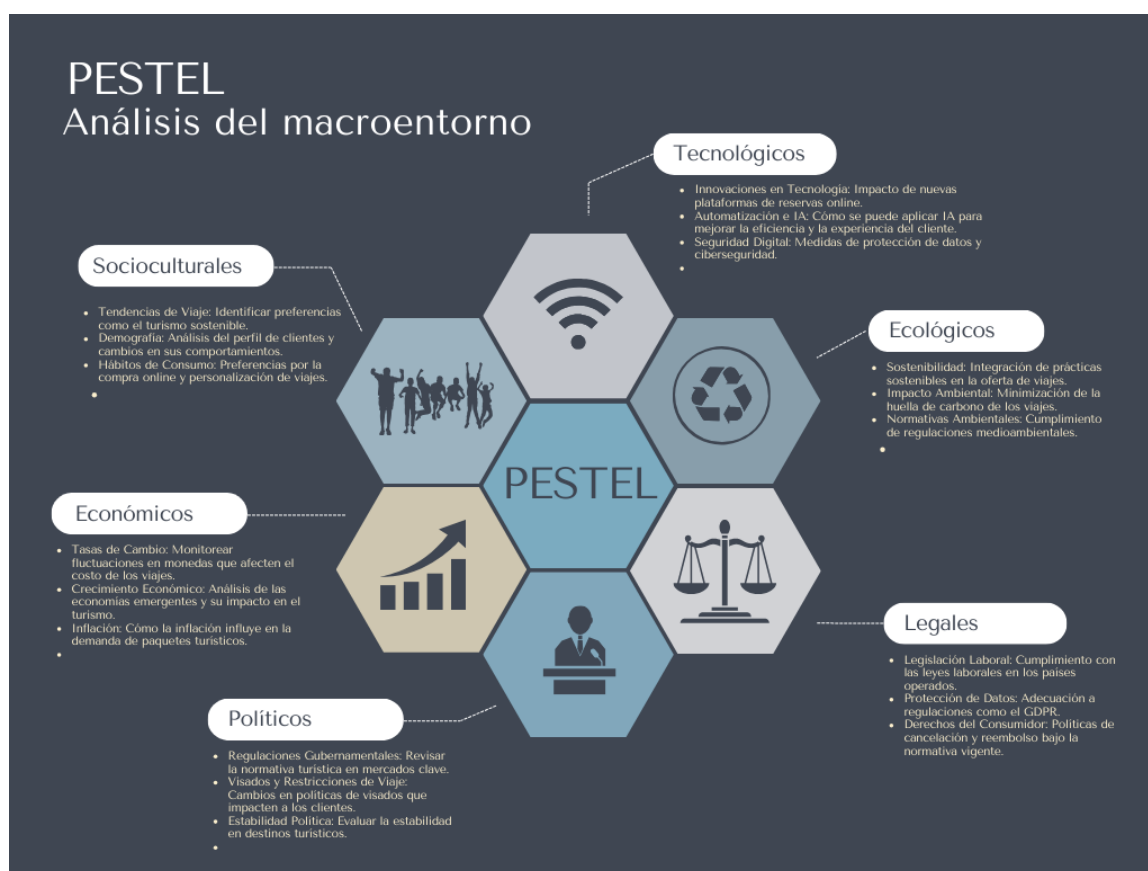 PESTEL
Análisis del macroentorno
Tecnológicos
• Innovaciones en Tecnología: Impacto de nuevas
plataformas de reservas online.
• Automatización e IA: Cómo se puede aplicar IA para
mejorar la eficiencia y la experiencia del cliente.
• Seguridad Digital: Medidas de protección de datos y
ciberseguridad.
•
Socioculturales
• Tendencias de Viaje: Identificar preferencias
como el turismo sostenible.
• Demografía: Análisis del perfil de clientes y
cambios en sus comportamientos.
• Hábitos de Consumo: Preferencias por la
compra online y personalización de viajes.
•
Ecológicos
• Sostenibilidad: Integración de prácticas
sostenibles en la oferta de viajes.
• Impacto Ambiental: Minimización de la
huella de carbono de los viajes.
• Normativas Ambientales: Cumplimiento
de regulaciones medioambientales.
•
PESTEL
Económicos
• Tasas de Cambio: Monitorear
fluctuaciones en monedas que afecten el
costo de los viajes.
• Crecimiento Económico: Análisis de las
economías emergentes y su impacto en el
turismo.
• Inflación: Cómo la inflación influye en la
demanda de paquetes turísticos.
•
Legales
• Legislación Laboral: Cumplimiento con
las leyes laborales en los países
operados.
• Protección de Datos: Adecuación a
regulaciones como el GDPR.
• Derechos del Consumidor: Políticas de
cancelación y reembolso bajo la
normativa vigente.
Políticos
• Regulaciones Gubernamentales: Revisar
la normativa turística en mercados clave.
• Visados y Restricciones de Viaje:
Cambios en políticas de visados que
impacten a los clientes.
• Estabilidad Política: Evaluar la estabilidad
en destinos turísticos.
•